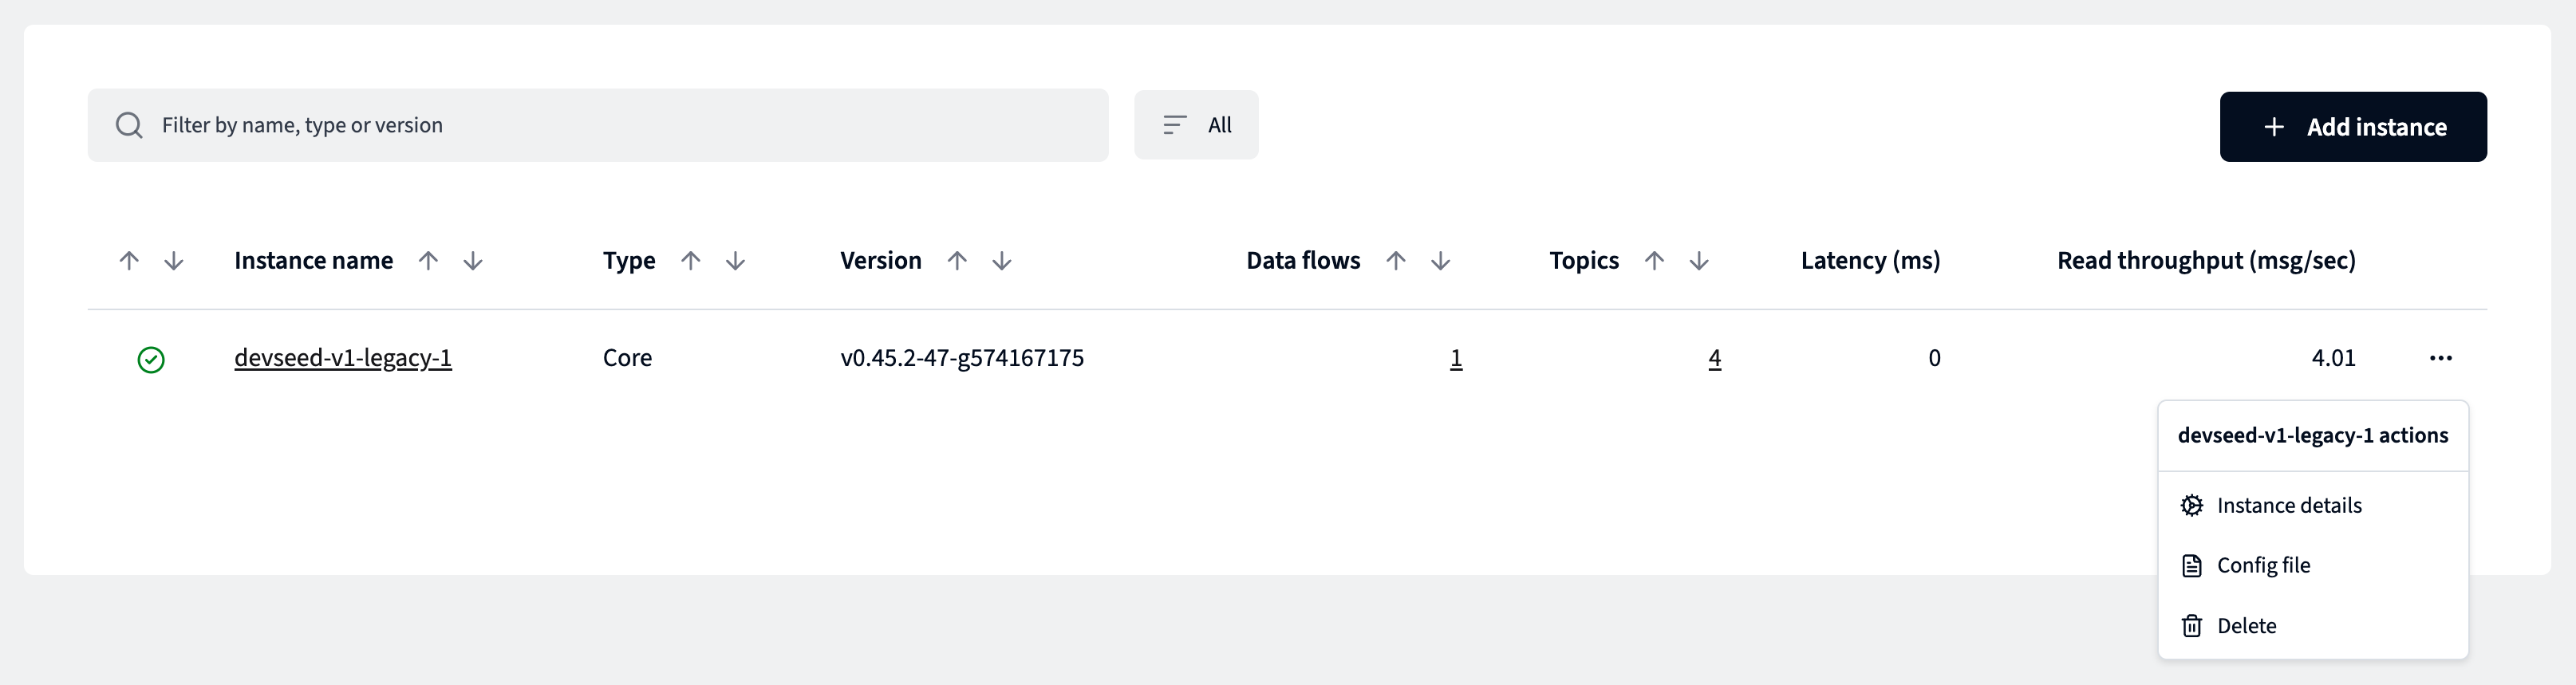 Filter by name, type or version
All
Add instance
Instance name Type Version Data flows Topics Latency (ms) Read throughput (msg/sec)
devseed-v1-legacy-1 Core v0.45.2-47-g574167175 1 4 0 4.01
devseed-v1-legacy-1 actions
Instance details
Config file
Delete